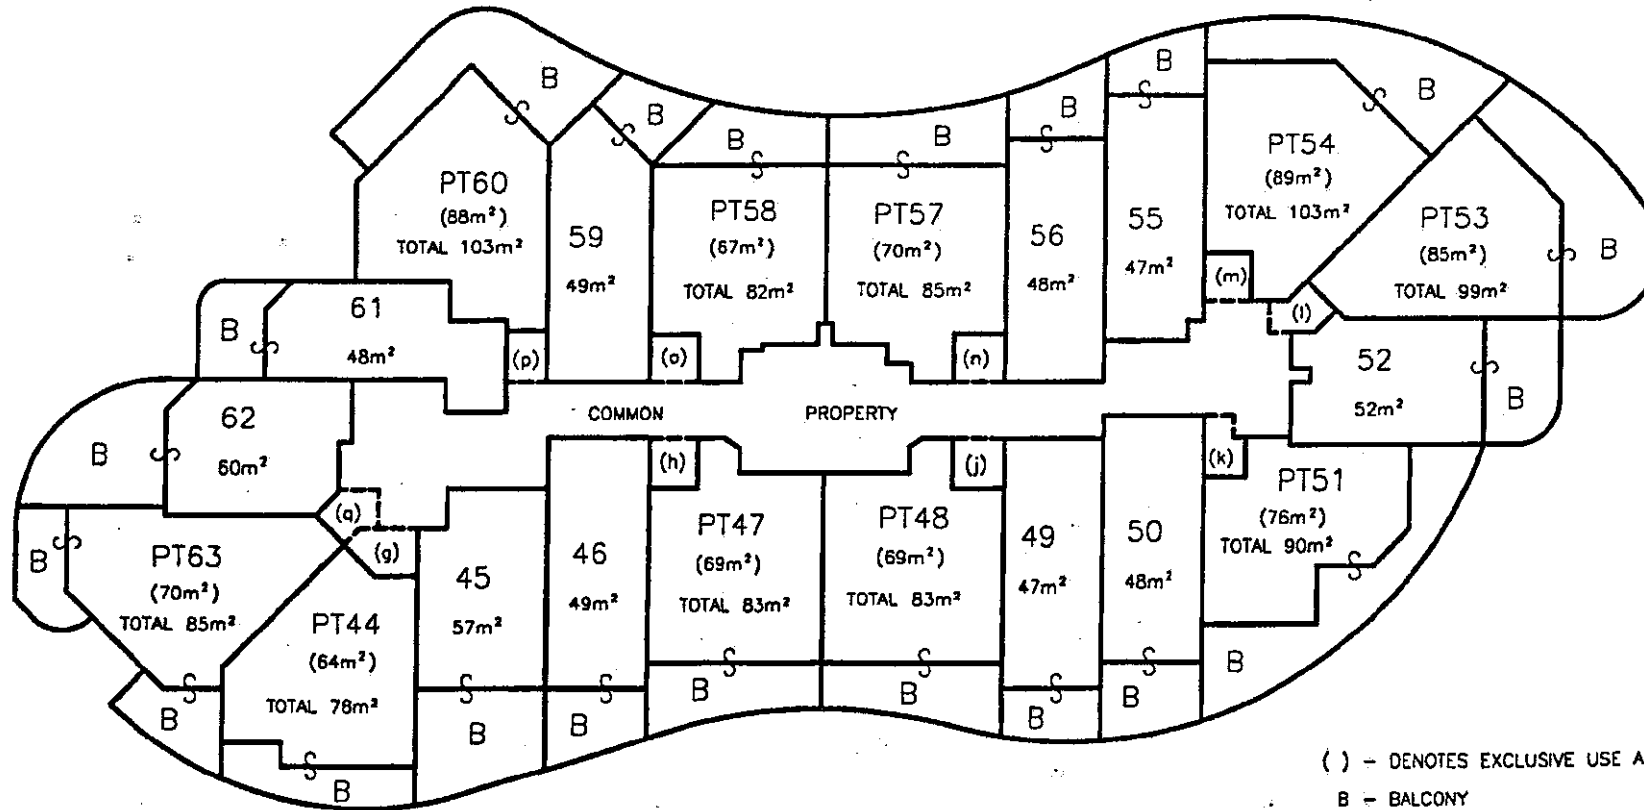 B
B
B
B
B
B
B
B
PT60
(88m²)
TOTAL 103m²
59
49m²
PT58
(67m²)
TOTAL 82m²
PT57
(70m²)
TOTAL 85m²
56
48m²
55
47m²
PT54
(89m²)
TOTAL 103m²
PT53
(85m²)
TOTAL 99m²
B
(m)
(l)
61
48m²
B
(p)
(o)
(n)
52
52m²
B
COMMON PROPERTY
62
60m²
B
(h)
(j)
(k)
PT51
(76m²)
TOTAL 90m²
(q)
(g)
PT63
(70m²)
TOTAL 85m²
B
45
57m²
46
49m²
PT47
(69m²)
TOTAL 83m²
PT48
(69m²)
TOTAL 83m²
49
47m²
50
48m²
PT44
(64m²)
TOTAL 78m²
B
B
B
B
B
B
B
B
B
( ) - DENOTES EXCLUSIVE USE A
B - BALCONY